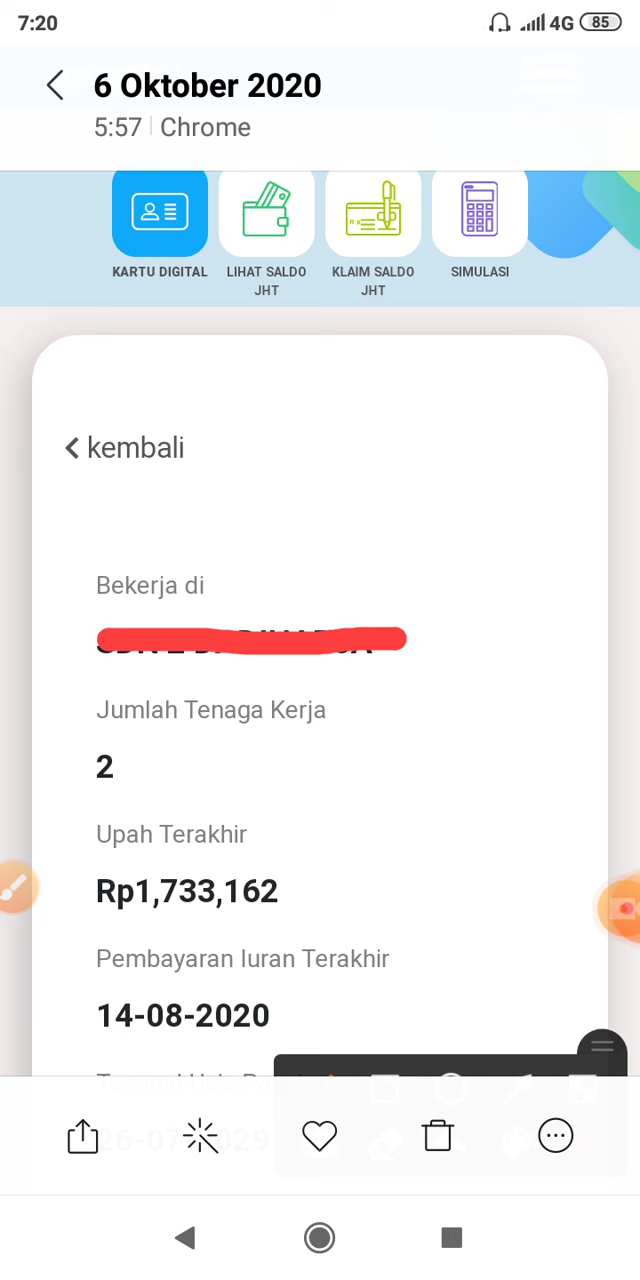 7:20 4G 85
6 Oktober 2020
5:57 | Chrome
KARTU DIGITAL
LIHAT SALDO
JHT
KLAIM SALDO
JHT
SIMULASI
kembali
Bekerja di
Jumlah Tenaga Kerja
2
Upah Terakhir
Rp1,733,162
Pembayaran Iuran Terakhir
14-08-2020